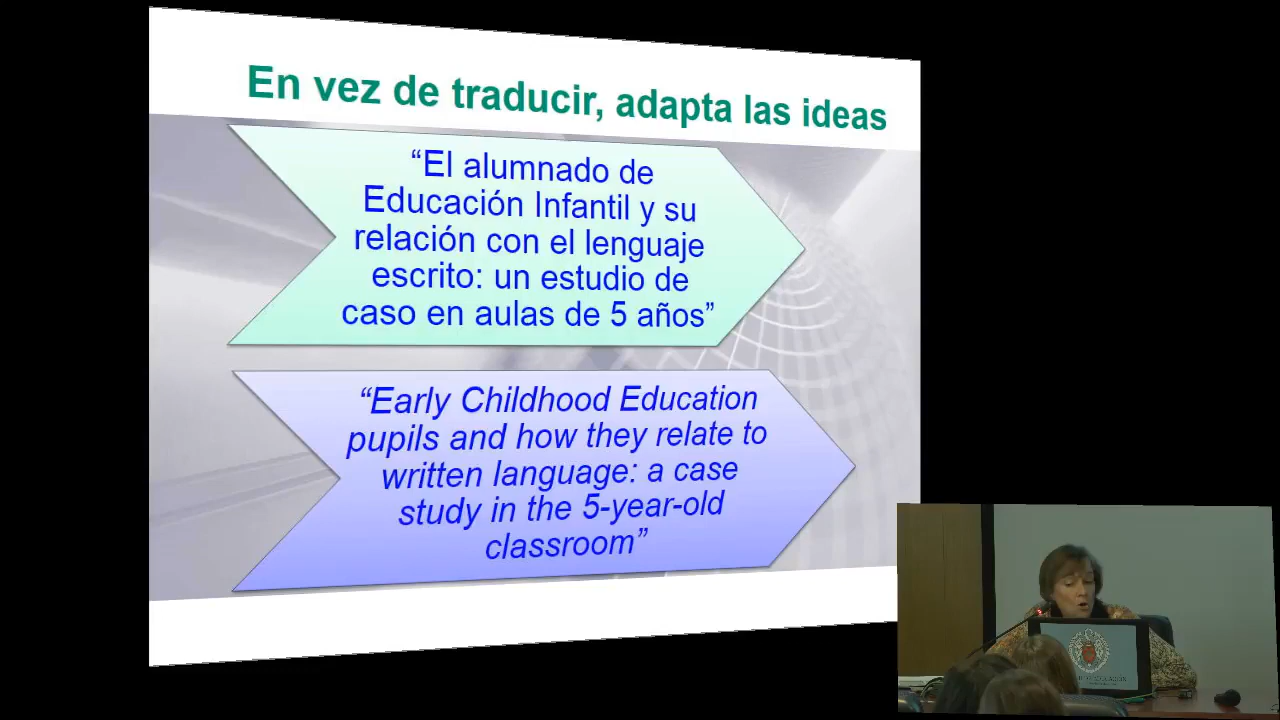 En vez de traducir, adapta las ideas
“El alumnado de
Educación Infantil y su
relación con el lenguaje
escrito: un estudio de
caso en aulas de 5 años”
“Early Childhood Education
pupils and how they relate to
written language: a case
study in the 5-year-old
classroom”